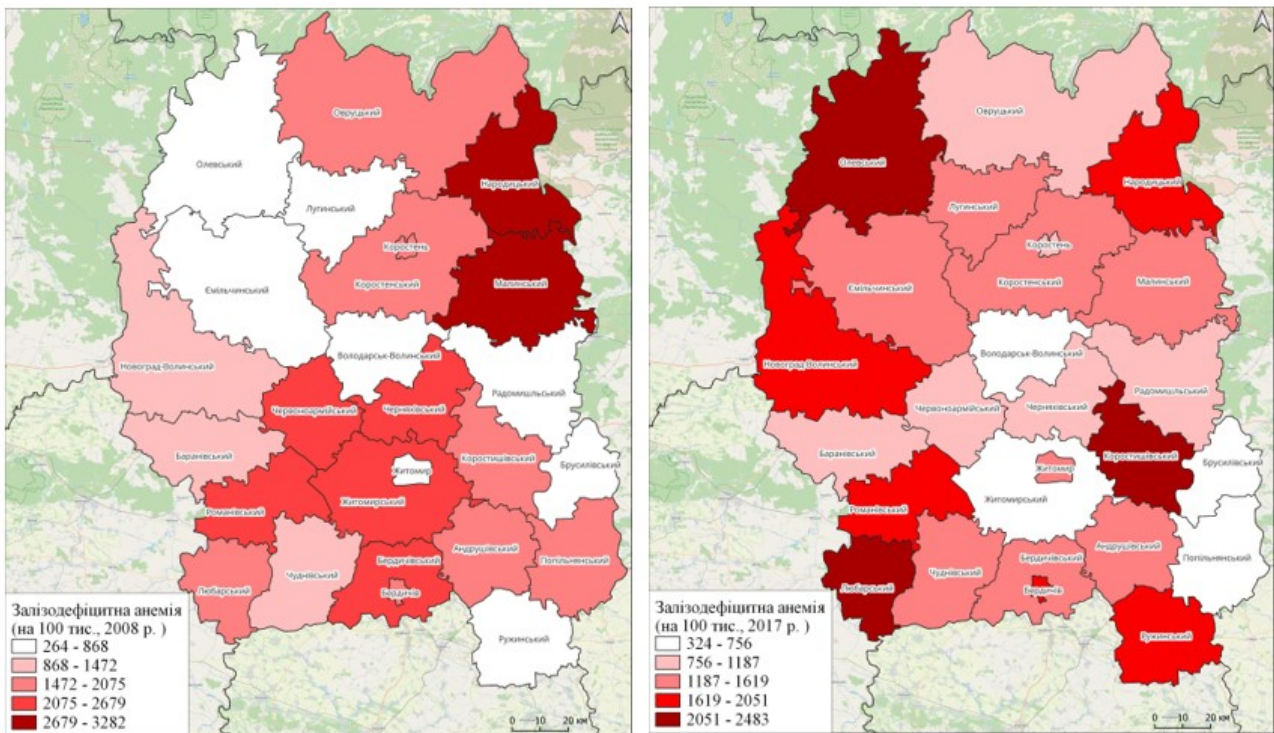 Овруцький
Олевський
Народицький
Лугинський
Коростень
Ємільчинський
Коростенський
Малинський
Володарськ-Волинський
Новоград-Волинський
Радомишльський
Червоноармійський
Черняхівський
Баранівський
Коростишівський
Житомир
Брусилівський
Житомирський
Романівський
Андрушівський
Бердичівський
Попільнянський
Любарський
Чуднівський
Бердичів
Ружинський
Залізодефіцитна анемія
(на 100 тис., 2008 р. )
264 - 868
868 - 1472
1472 - 2075
2075 - 2679
2679 - 3282
0 10 20 км
Овруцький
Олевський
Народицький
Лугинський
Коростень
Ємільчинський
Коростенський
Малинський
Володарськ-Волинський
Новоград-Волинський
Радомишльський
Червоноармійський
Черняхівський
Баранівський
Коростишівський
Житомир
Брусилівський
Житомирський
Романівський
Андрушівський
Бердичівський
Попільнянський
Любарський
Чуднівський
Бердичів
Ружинський
Залізодефіцитна анемія
(на 100 тис., 2017 р. )
324 - 756
756 - 1187
1187 - 1619
1619 - 2051
2051 - 2483
0 10 20 км